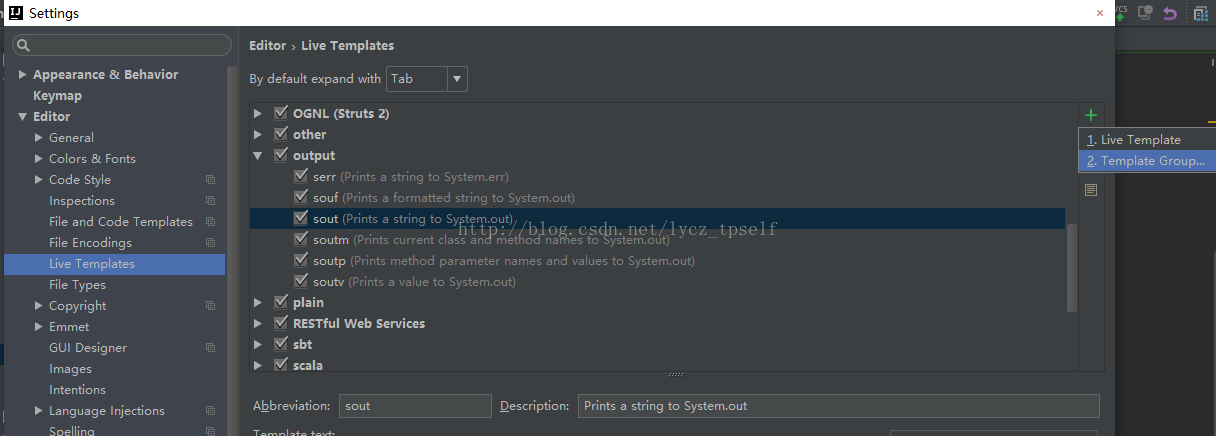 IJ Settings
CS
Editor › Live Templates
By default expand with Tab
Appearance & Behavior
Keymap
Editor
General
Colors & Fonts
Code Style
Inspections
File and Code Templates
File Encodings
Live Templates
File Types
Copyright
Emmet
GUI Designer
Images
Intentions
Language Injections
Spelling
OGNL (Struts 2)
other
output
serr (Prints a string to System.err)
souf (Prints a formatted string to System.out)
sout (Prints a string to System.out)
http://blog.csdn.net/lycz_tpself
soutm (Prints current class and method names to System.out)
soutp (Prints method parameter names and values to System.out)
soutv (Prints a value to System.out)
plain
RESTful Web Services
sbt
scala
1. Live Template
2. Template Group...
Abbreviation: sout Description: Prints a string to System.out
Template text: